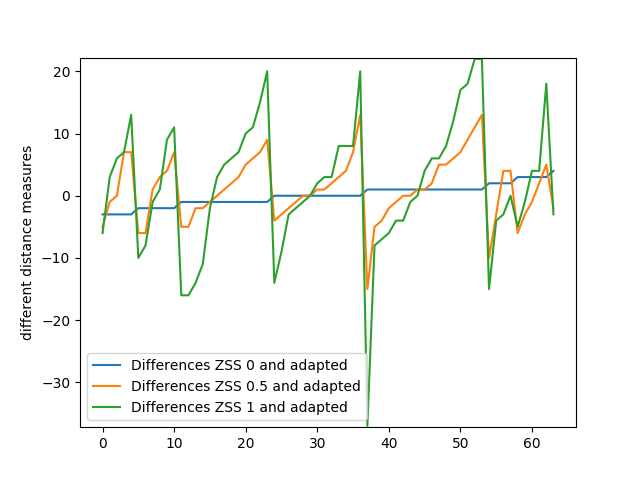 20
10
0
−10
−20
−30
different distance measures
Differences ZSS 0 and adapted
Differences ZSS 0.5 and adapted
Differences ZSS 1 and adapted
0 10 20 30 40 50 60